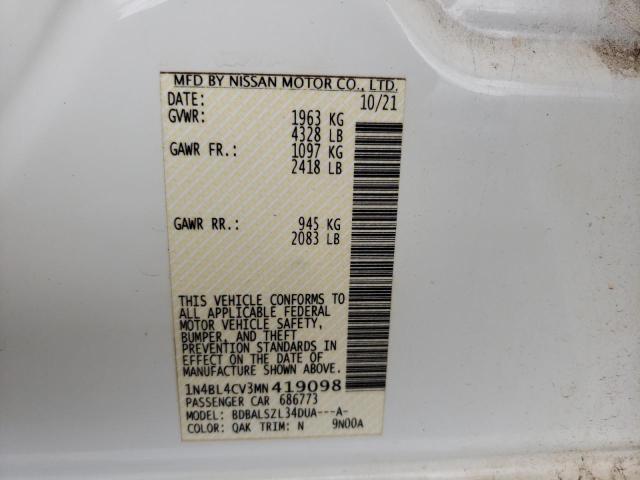 MFD BY NISSAN MOTOR CO., LTD.
DATE: 10/21
GVWR: 1963 KG
4328 LB
GAWR FR.: 1097 KG
2418 LB
GAWR RR.: 945 KG
2083 LB
THIS VEHICLE CONFORMS TO
ALL APPLICABLE FEDERAL
MOTOR VEHICLE SAFETY,
BUMPER, AND THEFT
PREVENTION STANDARDS
IN EFFECT ON THE DATE OF
MANUFACTURE SHOWN ABOVE.
1N4BL4CV3MN419098
PASSENGER CAR 686773
MODEL: BDBALSZL34DUA---A-
COLOR: QAK TRIM: N 9N00A